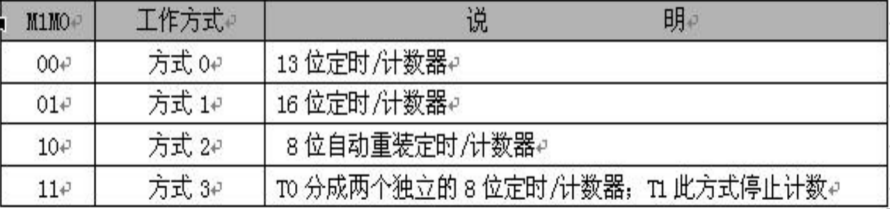 M1M0 工作方式 说 明
00 方式 0 13 位定时/计数器
01 方式 1 16 位定时/计数器
10 方式 2 8 位自动重装定时/计数器
11 方式 3 T0 分成两个独立的 8 位定时/计数器；T1 此方式停止计数